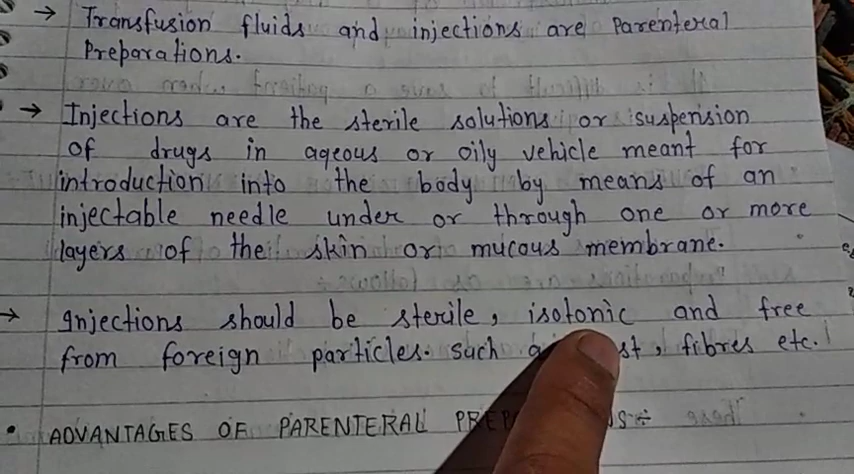 → Transfusion fluids and injections are Parenteral
Preparations.
→ Injections are the sterile solutions or suspension
of drugs in aqeous or oily vehicle meant for
introduction into the body by means of an
injectable needle under or through one or more
layers of the skin or mucous membrane.
→ Injections should be sterile, isotonic and free
from foreign particles. such st, fibres etc.
• ADVANTAGES OF PARENTERAL PREP S÷